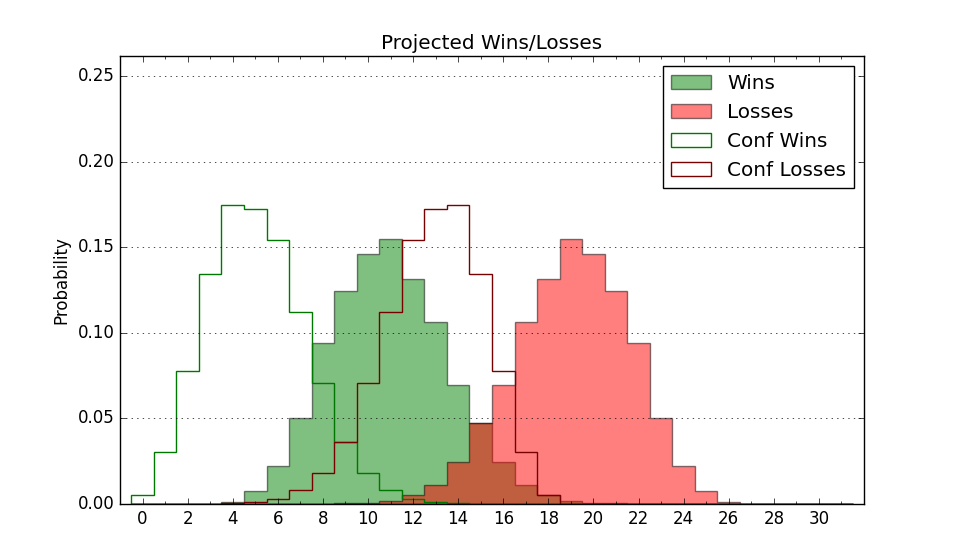 Projected Wins/Losses
0.25
0.20
0.15
0.10
0.05
0.00
Probability
Wins
Losses
Conf Wins
Conf Losses
0 2 4 6 8 10 12 14 16 18 20 22 24 26 28 30